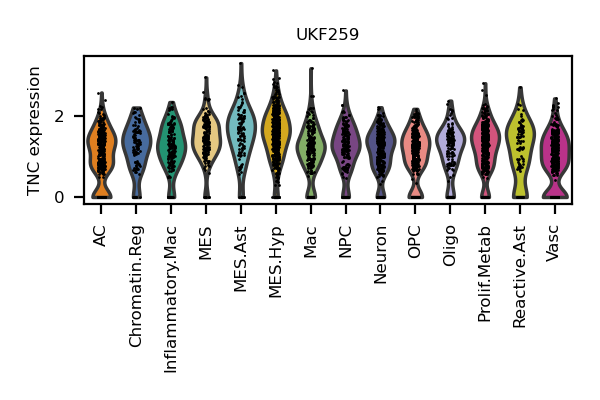 UKF259
TNC expression
2
0
AC
Chromatin.Reg
Inflammatory.Mac
MES
MES.Ast
MES.Hyp
Mac
NPC
Neuron
OPC
Oligo
Prolif.Metab
Reactive.Ast
Vasc